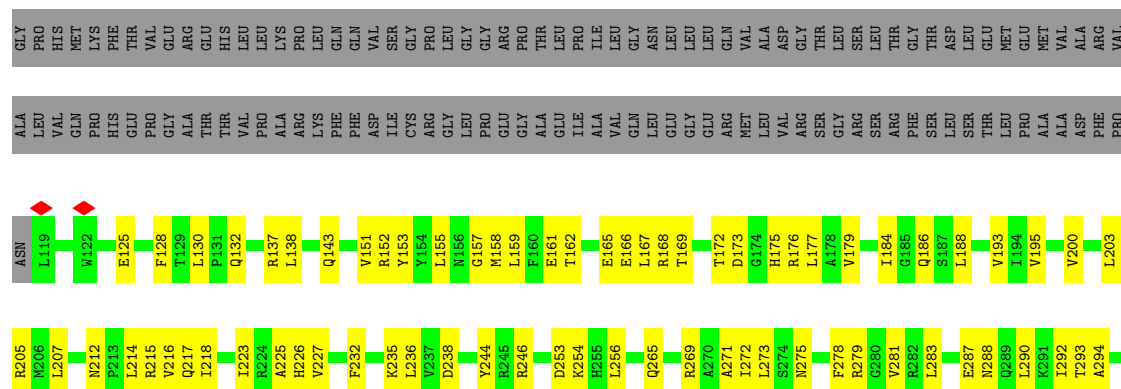 GLY PRO HIS MET LYS PHE THR VAL GLU ARG GLU HIS LEU LEU LYS PRO LEU GLN GLN VAL SER GLY PRO LEU GLY GLY ARG PRO THR LEU PRO ILE LEU GLY ASN LEU LEU LEU GLN VAL ALA ASP GLY THR LEU SER LEU THR GLY THR ASP LEU GLU MET GLU MET VAL ALA ARG VAL
ALA LEU VAL GLN PRO HIS GLU PRO GLY ALA THR THR VAL PRO ALA ARG LYS PHE PHE ASP ILE CYS ARG GLY LEU PRO GLU GLY ALA GLU ILE ALA VAL GLN LEU GLU GLY GLU ARG MET LEU VAL ARG SER GLY ARG SER ARG PHE SER LEU SER THR LEU PRO ALA ALA ASP PHE PRO
ASN L119 W122 E125 F128 T129 L130 P131 Q132 R137 L138 Q143 V151 R152 Y153 Y154 L155 N156 G157 M158 L159 F160 E161 T162 E165 E166 L167 R168 T169 T172 D173 G174 H175 R176 L177 A178 V179 I184 G185 Q186 S187 L188 V193 I194 V195 V200 L203
R205 M206 L207 N212 P213 L214 R215 V216 Q217 I218 I223 R224 A225 H226 V227 F232 K235 L236 V237 D238 Y244 R245 R246 D253 K254 H255 L256 Q265 R269 A270 A271 I272 L273 S274 N275 F278 R279 G280 V281 R282 L283 E287 N288 Q289 L290 K291 I292 T293 A294